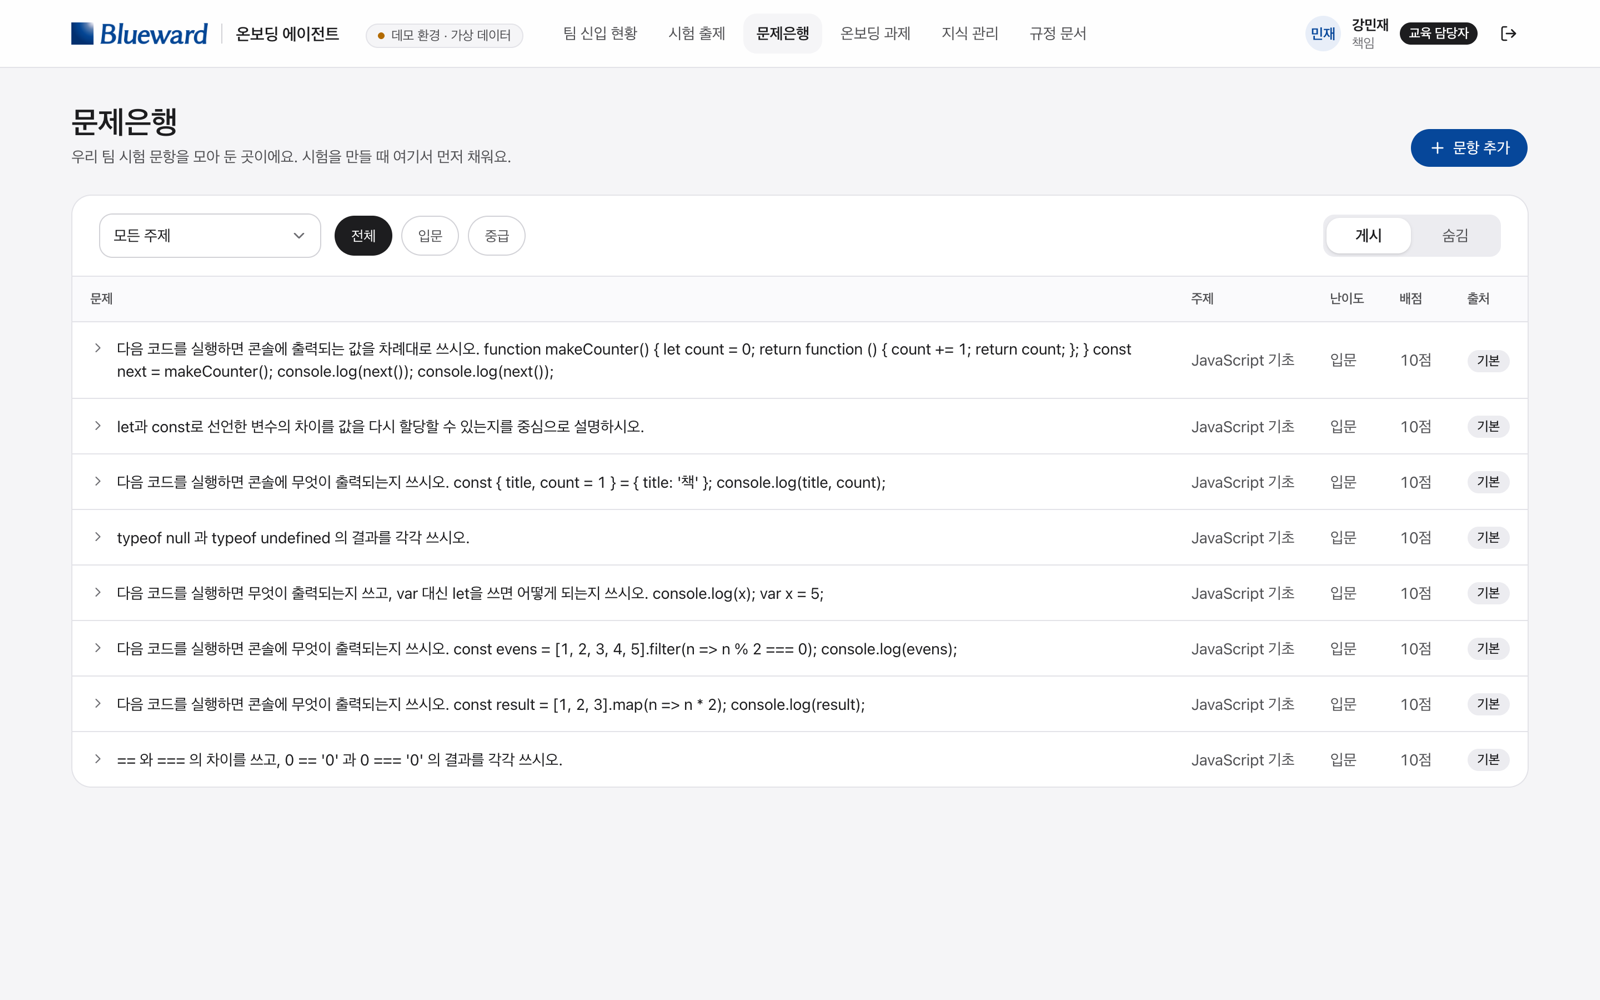 Blueward
온보딩 에이전트
데모 환경 · 가상 데이터
팀 신입 현황
시험 출제
문제은행
온보딩 과제
지식 관리
규정 문서
민재
강민재
책임
교육 담당자
문제은행
우리 팀 시험 문항을 모아 둔 곳이에요. 시험을 만들 때 여기서 먼저 채워요.
+ 문항 추가
모든 주제
전체
입문
중급
게시
숨김
문제 주제 난이도 배점 출처
다음 코드를 실행하면 콘솔에 출력되는 값을 차례대로 쓰시오. function makeCounter() { let count = 0; return function () { count += 1; return count; }; } const
next = makeCounter(); console.log(next()); console.log(next());
JavaScript 기초 입문 10점 기본
let과 const로 선언한 변수의 차이를 값을 다시 할당할 수 있는지를 중심으로 설명하시오. JavaScript 기초 입문 10점 기본
다음 코드를 실행하면 콘솔에 무엇이 출력되는지 쓰시오. const { title, count = 1 } = { title: '책' }; console.log(title, count); JavaScript 기초 입문 10점 기본
typeof null 과 typeof undefined 의 결과를 각각 쓰시오. JavaScript 기초 입문 10점 기본
다음 코드를 실행하면 무엇이 출력되는지 쓰고, var 대신 let을 쓰면 어떻게 되는지 쓰시오. console.log(x); var x = 5; JavaScript 기초 입문 10점 기본
다음 코드를 실행하면 콘솔에 무엇이 출력되는지 쓰시오. const evens = [1, 2, 3, 4, 5].filter(n => n % 2 === 0); console.log(evens); JavaScript 기초 입문 10점 기본
다음 코드를 실행하면 콘솔에 무엇이 출력되는지 쓰시오. const result = [1, 2, 3].map(n => n * 2); console.log(result); JavaScript 기초 입문 10점 기본
== 와 === 의 차이를 쓰고, 0 == '0' 과 0 === '0' 의 결과를 각각 쓰시오. JavaScript 기초 입문 10점 기본